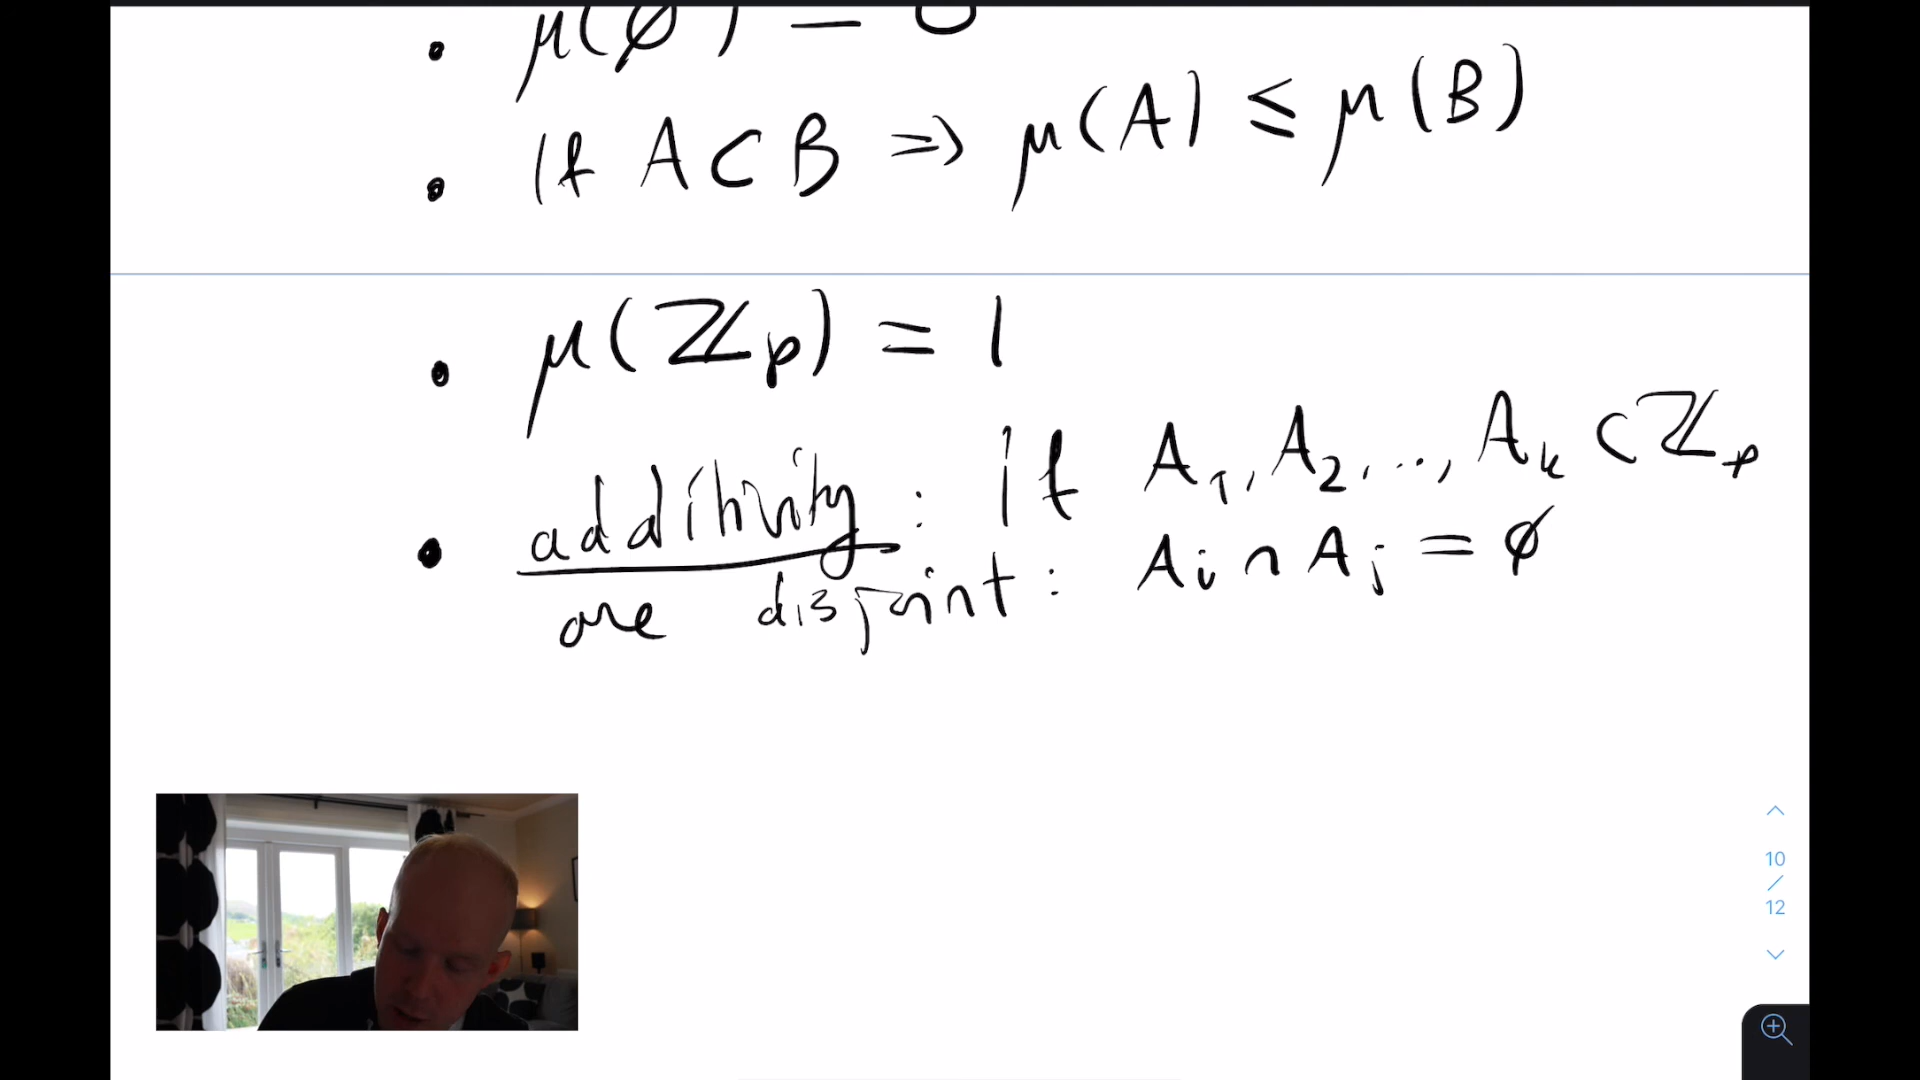 • μ(∅) = 0
• If A ⊂ B ⇒ μ(A) ≤ μ(B)
• μ(ℤp) = 1
• additivity: If A₁, A₂, ..., Aₖ ⊂ ℤp
are disjoint: Aᵢ ∩ Aⱼ = ∅
10
/
12